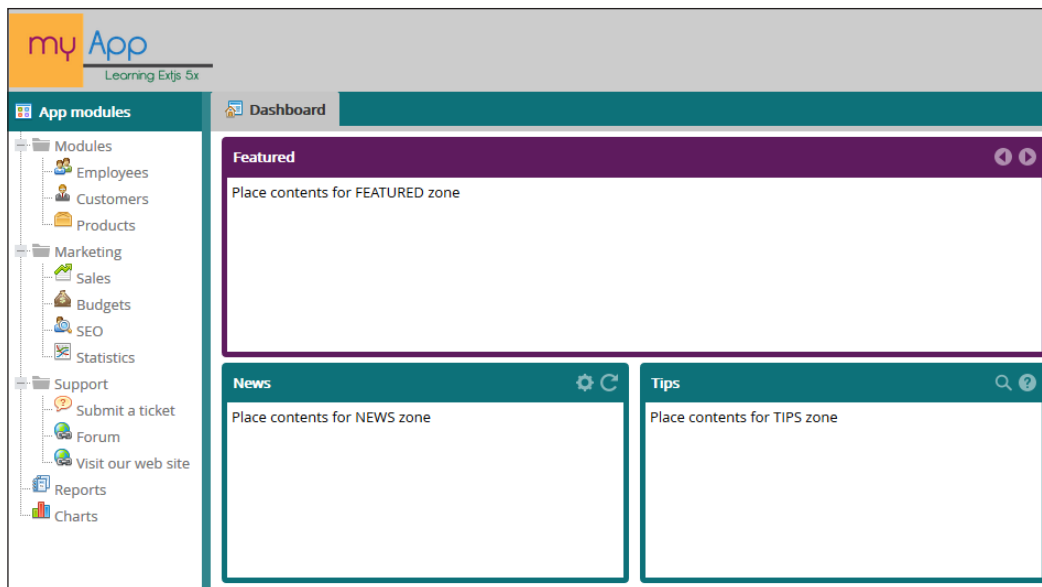 my App
Learning Extjs 5x
App modules
Dashboard
Modules
Employees
Customers
Products
Marketing
Sales
Budgets
SEO
Statistics
Support
Submit a ticket
Forum
Visit our web site
Reports
Charts
Featured
Place contents for FEATURED zone
News
Place contents for NEWS zone
Tips
Place contents for TIPS zone